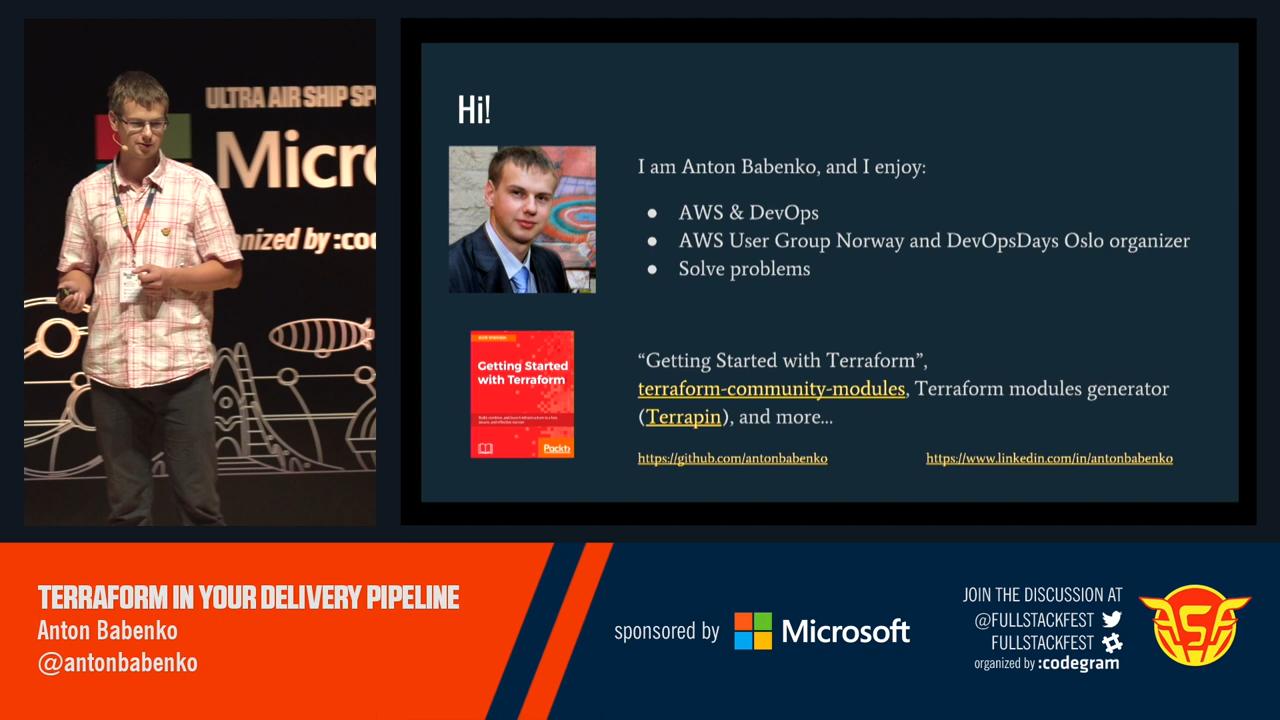 ULTRA AIR SHIP SP
Micro
nized by :co
Hi!
I am Anton Babenko, and I enjoy:
● AWS & DevOps
● AWS User Group Norway and DevOpsDays Oslo organizer
● Solve problems
Getting Started
with Terraform
Packt>
“Getting Started with Terraform”,
terraform-community-modules, Terraform modules generator
(Terrapin), and more...
https://github.com/antonbabenko
https://www.linkedin.com/in/antonbabenko
TERRAFORM IN YOUR DELIVERY PIPELINE
Anton Babenko
@antonbabenko
sponsored by Microsoft
JOIN THE DISCUSSION AT
@FULLSTACKFEST
FULLSTACKFEST
organized by :codegram
FSF